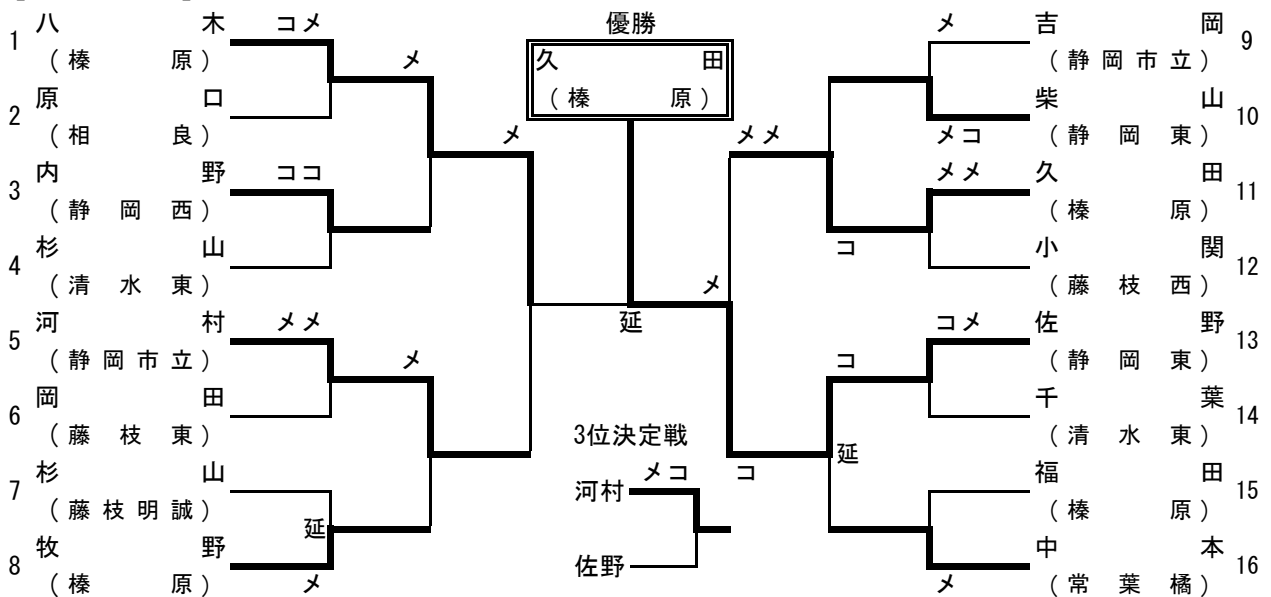 優勝
久田
(榛原)
1 八木 コメ
(榛原)
メ
2 原口
(相良)
メ
3 内野 ココ
(静岡西)
4 杉山
(清水東)
5 河村 メメ
(静岡市立)
メ
6 岡田
(藤枝東)
7 杉山
(藤枝明誠)
延
8 牧野
(榛原) メ
メ
延
3位決定戦
メコ
河村
佐野
メ 吉岡 9
(静岡市立)
柴山 10
メコ (静岡東)
メメ
メメ 久田 11
(榛原)
コ
小関 12
(藤枝西)
コメ 佐野 13
(静岡東)
コ
千葉 14
(清水東)
コ
延
福田 15
(榛原)
中本 16
メ (常葉橘)